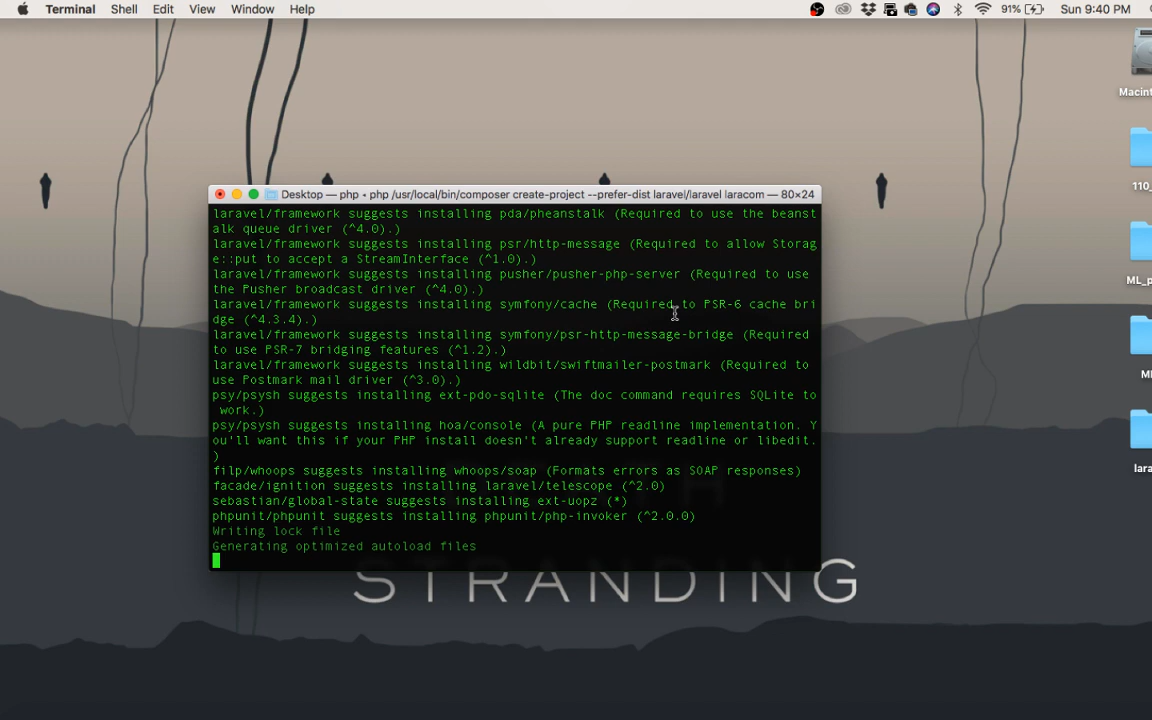 Terminal Shell Edit View Window Help 91% Sun 9:40 PM
Macint
110_
ML_p
lara
Desktop — php • php /usr/local/bin/composer create-project --prefer-dist laravel/laravel laracom — 80×24
laravel/framework suggests installing pda/pheanstalk (Required to use the beanst
alk queue driver (^4.0).)
laravel/framework suggests installing psr/http-message (Required to allow Storag
e::put to accept a StreamInterface (^1.0).)
laravel/framework suggests installing pusher/pusher-php-server (Required to use
the Pusher broadcast driver (^4.0).)
laravel/framework suggests installing symfony/cache (Required to PSR-6 cache bri
dge (^4.3.4).)
laravel/framework suggests installing symfony/psr-http-message-bridge (Required
to use PSR-7 bridging features (^1.2).)
laravel/framework suggests installing wildbit/swiftmailer-postmark (Required to
use Postmark mail driver (^3.0).)
psy/psysh suggests installing ext-pdo-sqlite (The doc command requires SQLite to
work.)
psy/psysh suggests installing hoa/console (A pure PHP readline implementation. Y
ou'll want this if your PHP install doesn't already support readline or libedit.
)
filp/whoops suggests installing whoops/soap (Formats errors as SOAP responses)
facade/ignition suggests installing laravel/telescope (^2.0)
sebastian/global-state suggests installing ext-uopz (*)
phpunit/phpunit suggests installing phpunit/php-invoker (^2.0.0)
Writing lock file
Generating optimized autoload files
STRANDING